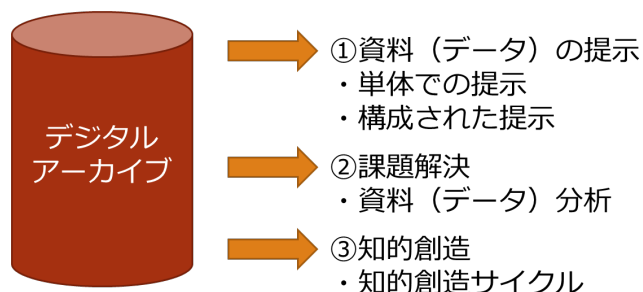 デジタル
アーカイブ
①資料（データ）の提示
・単体での提示
・構成された提示
②課題解決
・資料（データ）分析
③知的創造
・知的創造サイクル